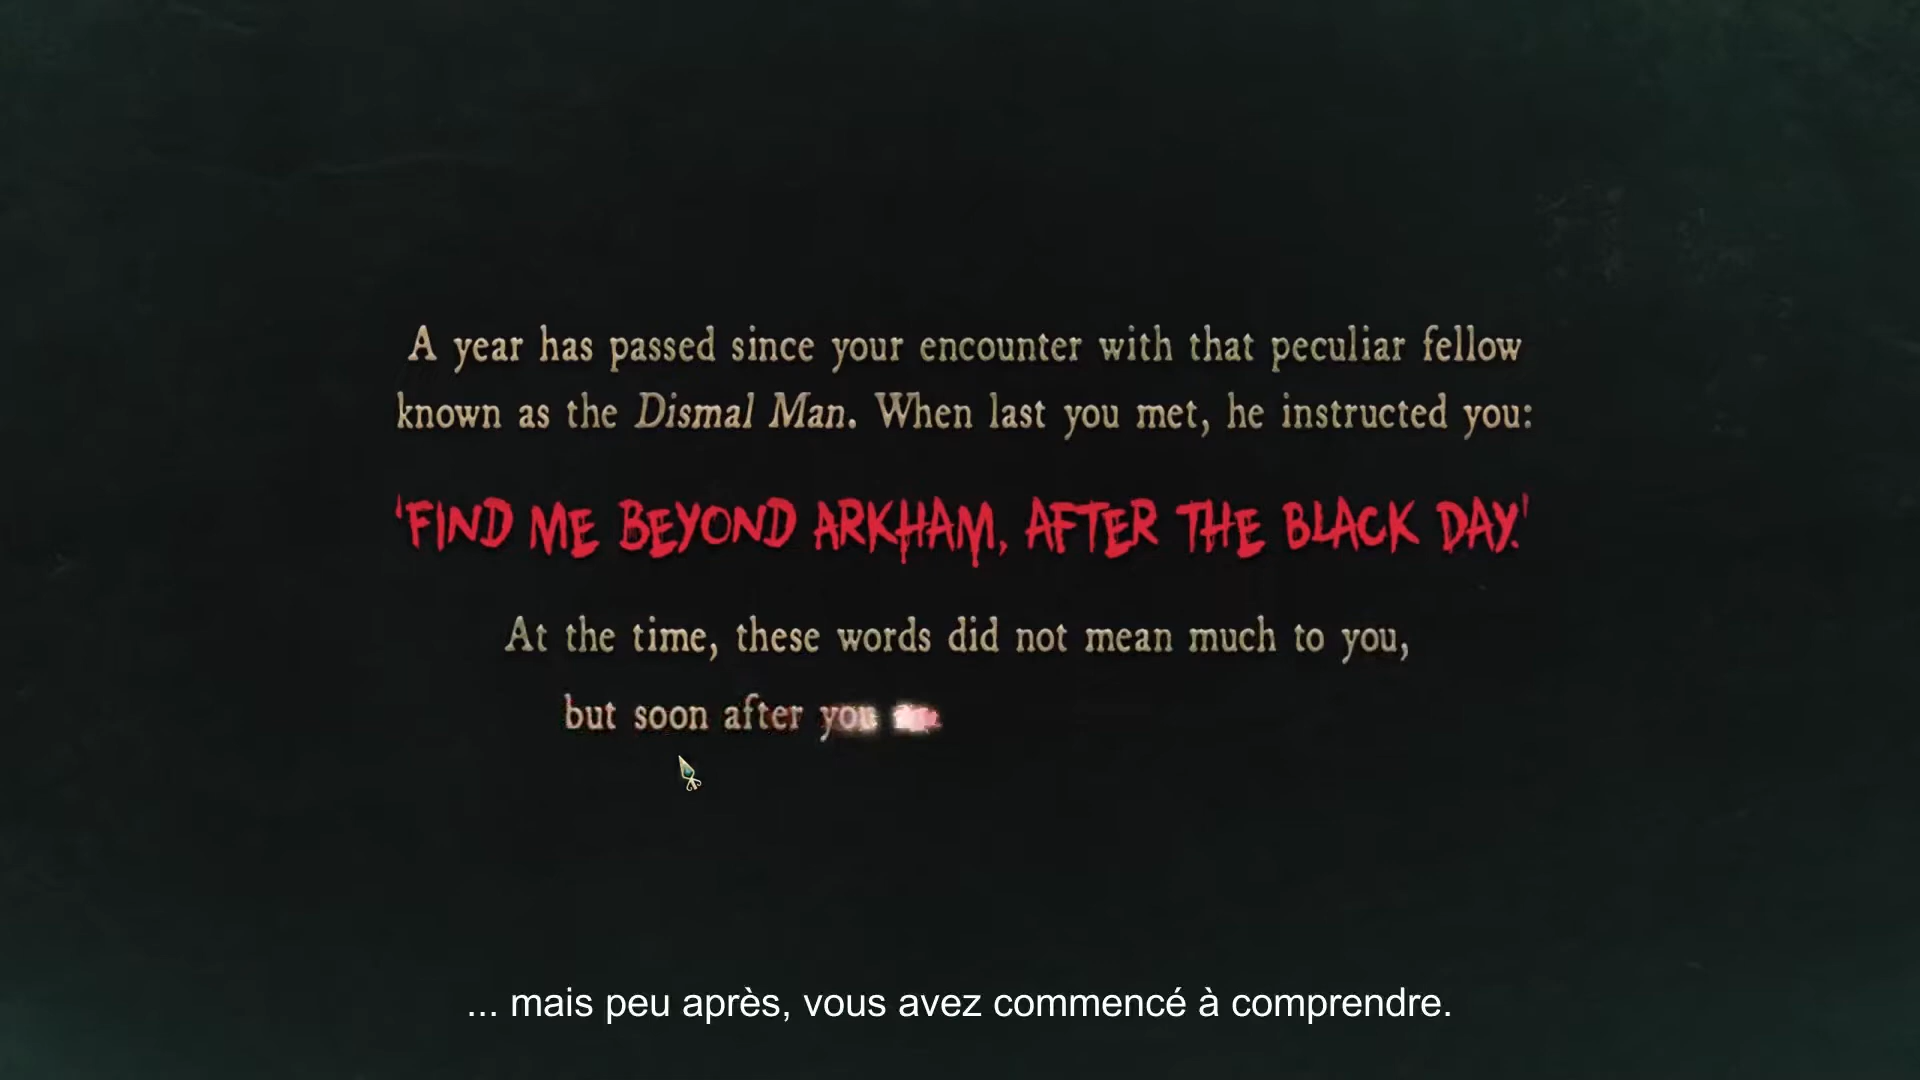 A year has passed since your encounter with that peculiar fellow
known as the Dismal Man. When last you met, he instructed you:
'FIND ME BEYOND ARKHAM, AFTER THE BLACK DAY.'
At the time, these words did not mean much to you,
but soon after you
... mais peu après, vous avez commencé à comprendre.